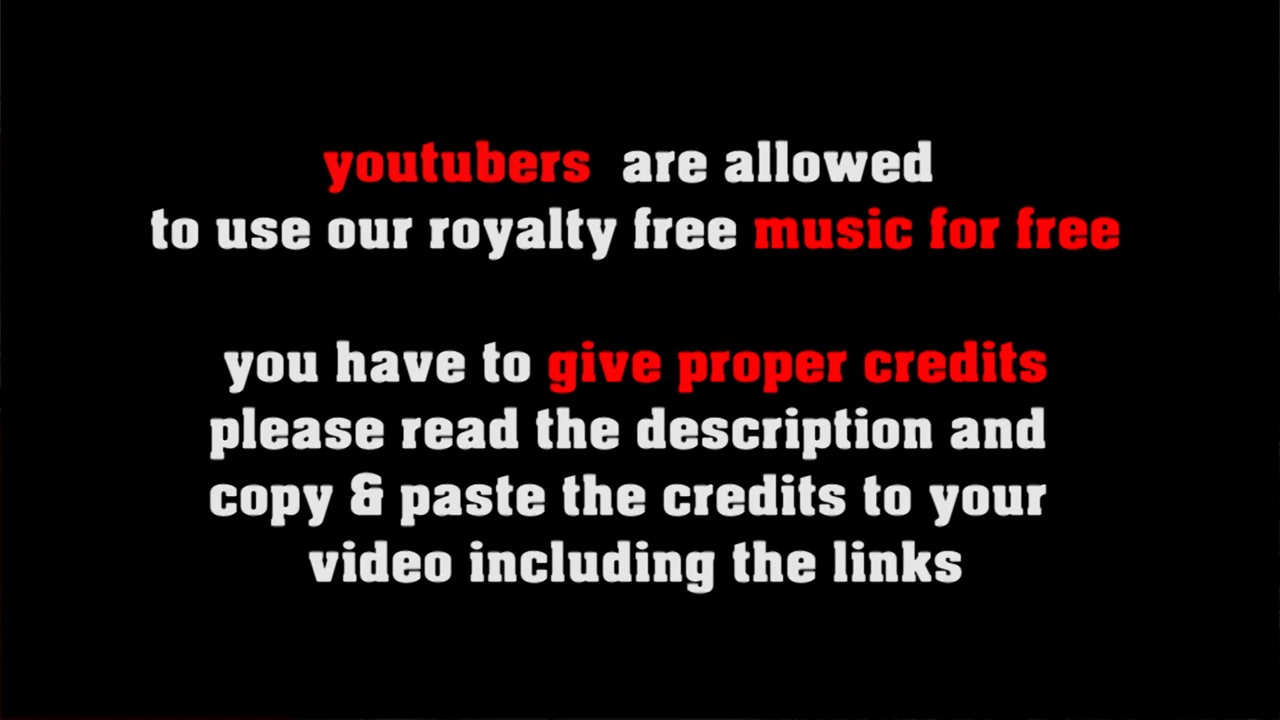 youtubers are allowed
to use our royalty free music for free
you have to give proper credits
please read the description and
copy & paste the credits to your
video including the links